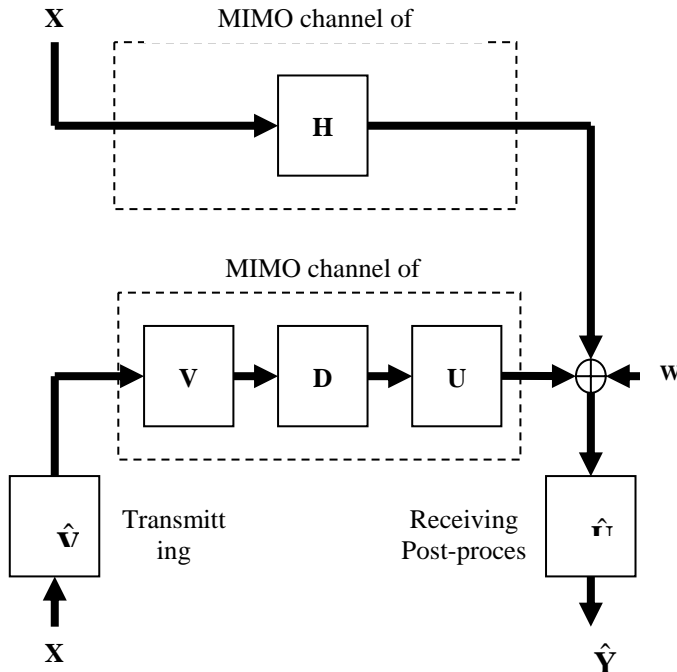 X
MIMO channel of
H
MIMO channel of
V
D
U
W
V̂
Transmitt
ing
Receiving
Post-proces
X
Ŷ